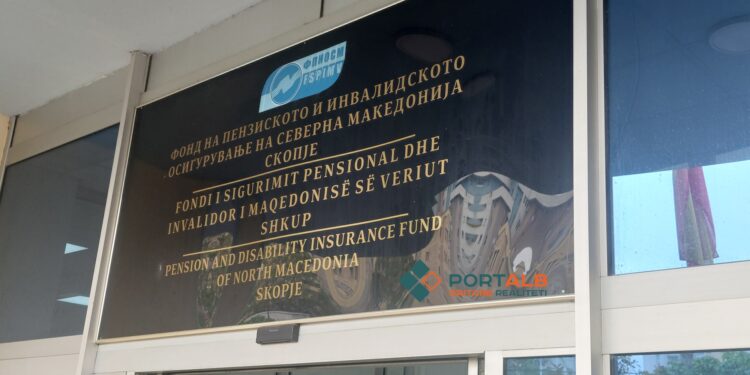 ФПИОСМ
FSPIMV
ФОНД НА ПЕНЗИСКОТО И ИНВАЛИДСКОТО
ОСИГУРУВАЊЕ НА СЕВЕРНА МАКЕДОНИЈА
СКОПЈЕ
FONDI I SIGURIMIT PENSIONAL DHE
INVALIDOR I MAQEDONISË SË VERIUT
SHKUP
PENSION AND DISABILITY INSURANCE FUND
OF NORTH MACEDONIA
SKOPJE
PORTALB
REALITETI